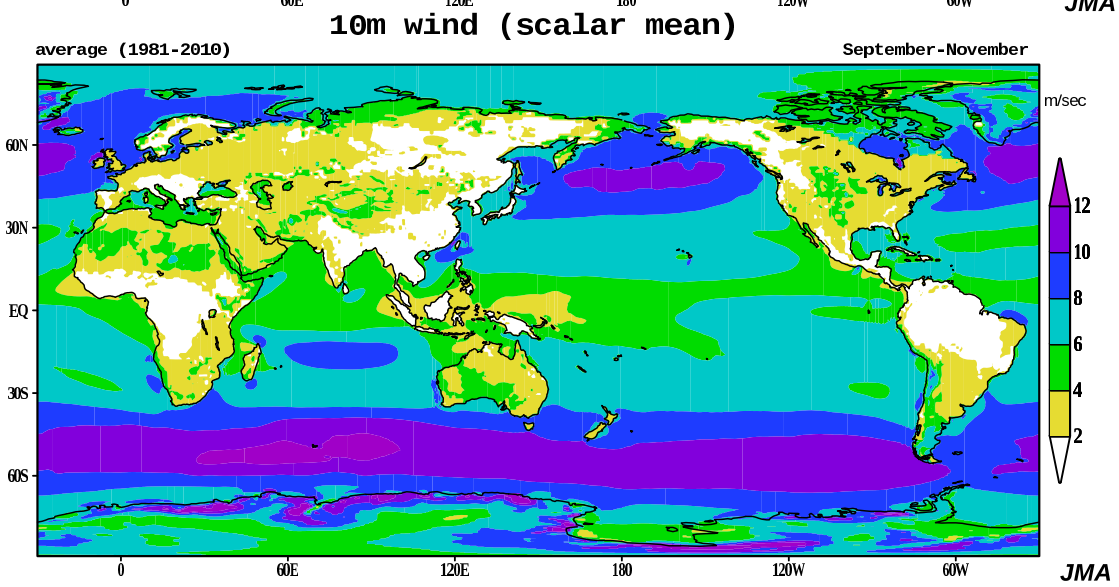 0 60E 120E 180 120W 60W JMA
10m wind (scalar mean)
average (1981-2010) September-November
m/sec
60N
30N
EQ
30S
60S
12
10
8
6
4
2
0 60E 120E 180 120W 60W JMA